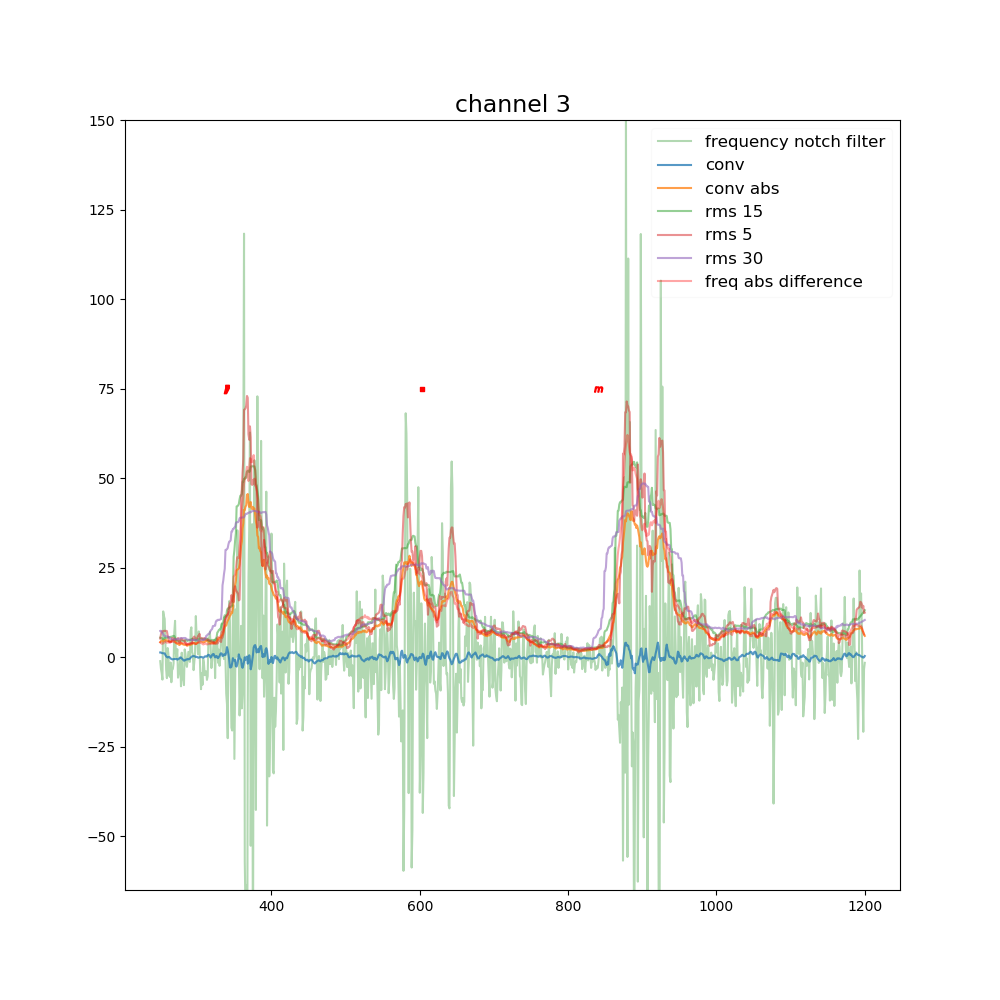 channel 3
150
125
100
75
50
25
0
−25
−50
400
600
800
1000
1200
frequency notch filter
conv
conv abs
rms 15
rms 5
rms 30
freq abs difference
,
.
m